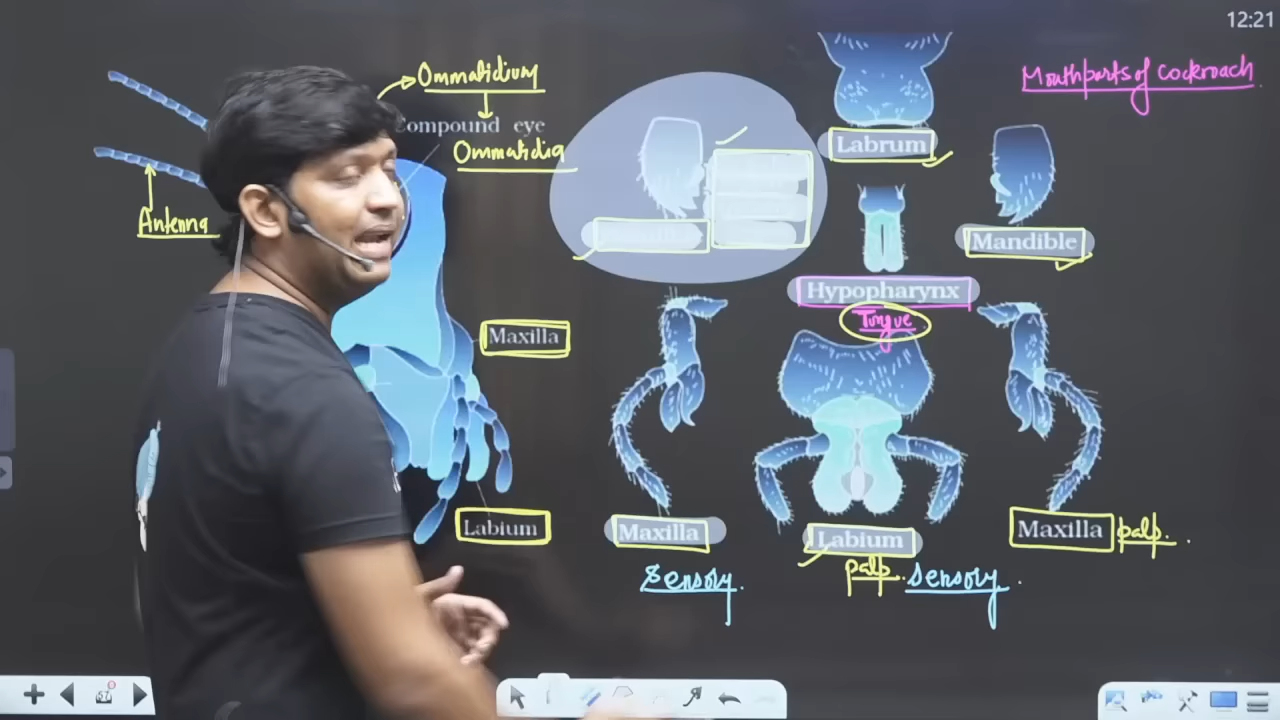 12:21
Mouthparts of Cockroach
Ommatidium
Compound eye
Ommatidia
Antenna
Labrum
Mandible
Hypopharynx
Tongue
Maxilla
Labium
Maxilla
Sensory.
Labium
palp. Sensory.
Maxilla palp.